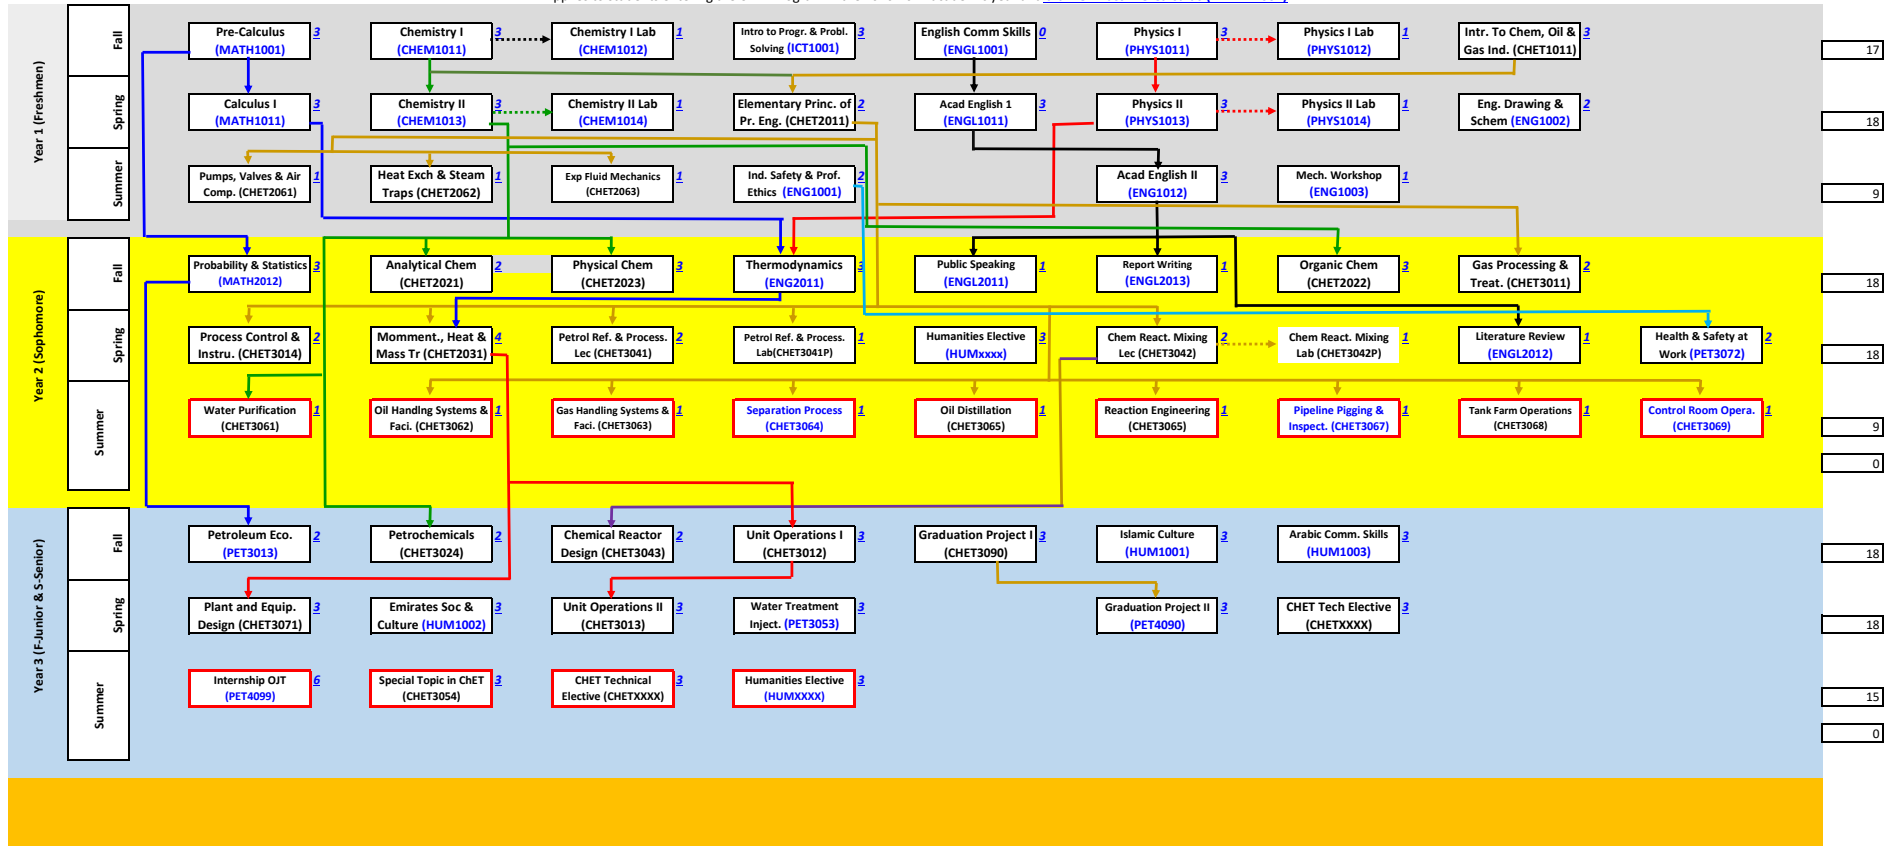 Year 1 (Freshmen)
Fall
Pre-Calculus 3
(MATH1001)
Chemistry I 3
(CHEM1011)
Chemistry I Lab 1
(CHEM1012)
Intro to Progr. & Probl. 3
Solving (ICT1001)
English Comm Skills 0
(ENGL1001)
Physics I 3
(PHYS1011)
Physics I Lab 1
(PHYS1012)
Intr. To Chem, Oil & 3
Gas Ind. (CHET1011)
17
Spring
Calculus I 3
(MATH1011)
Chemistry II 3
(CHEM1013)
Chemistry II Lab 1
(CHEM1014)
Elementary Princ. of 2
Pr. Eng. (CHET2011)
Acad English 1 3
(ENGL1011)
Physics II 3
(PHYS1013)
Physics II Lab 1
(PHYS1014)
Eng. Drawing & 2
Schem (ENG1002)
18
Summer
Pumps, Valves & Air 1
Comp. (CHET2061)
Heat Exch & Steam 1
Traps (CHET2062)
Exp Fluid Mechanics 1
(CHET2063)
Ind. Safety & Prof. 2
Ethics (ENG1001)
Acad English II 3
(ENG1012)
Mech. Workshop 1
(ENG1003)
9
Year 2 (Sophomore)
Fall
Probability & Statistics 3
(MATH2012)
Analytical Chem 2
(CHET2021)
Physical Chem 3
(CHET2023)
Thermodynamics 3
(ENG2011)
Public Speaking 1
(ENGL2011)
Report Writing 1
(ENGL2013)
Organic Chem 3
(CHET2022)
Gas Processing & 2
Treat. (CHET3011)
18
Spring
Process Control & 2
Instru. (CHET3014)
Momment., Heat & 4
Mass Tr (CHET2031)
Petrol Ref. & Process. 2
Lec (CHET3041)
Petrol Ref. & Process. 1
Lab(CHET3041P)
Humanities Elective 3
(HUMxxxx)
Chem React. Mixing 2
Lec (CHET3042)
Chem React. Mixing 1
Lab (CHET3042P)
Literature Review 1
(ENGL2012)
Health & Safety at 2
Work (PET3072)
18
Summer
Water Purification 1
(CHET3061)
Oil Handlng Systems & 1
Faci. (CHET3062)
Gas Handling Systems & 1
Faci. (CHET3063)
Separation Process 1
(CHET3064)
Oil Distillation 1
(CHET3065)
Reaction Engineering 1
(CHET3065)
Pipeline Pigging & 1
Inspect. (CHET3067)
Tank Farm Operations 1
(CHET3068)
Control Room Opera. 1
(CHET3069)
9
0
Year 3 (F-Junior & S-Senior)
Fall
Petroleum Eco. 2
(PET3013)
Petrochemicals 2
(CHET3024)
Chemical Reactor 2
Design (CHET3043)
Unit Operations I 3
(CHET3012)
Graduation Project I 3
(CHET3090)
Islamic Culture 3
(HUM1001)
Arabic Comm. Skills 3
(HUM1003)
18
Spring
Plant and Equip. 3
Design (CHET3071)
Emirates Soc & 3
Culture (HUM1002)
Unit Operations II 3
(CHET3013)
Water Treatment 3
Inject. (PET3053)
Graduation Project II 3
(PET4090)
CHET Tech Elective 3
(CHETXXXX)
18
Summer
Internship OJT 6
(PET4099)
Special Topic in ChET 3
(CHET3054)
CHET Technical 3
Elective (CHETXXXX)
Humanities Elective 3
(HUMXXXX)
15
0